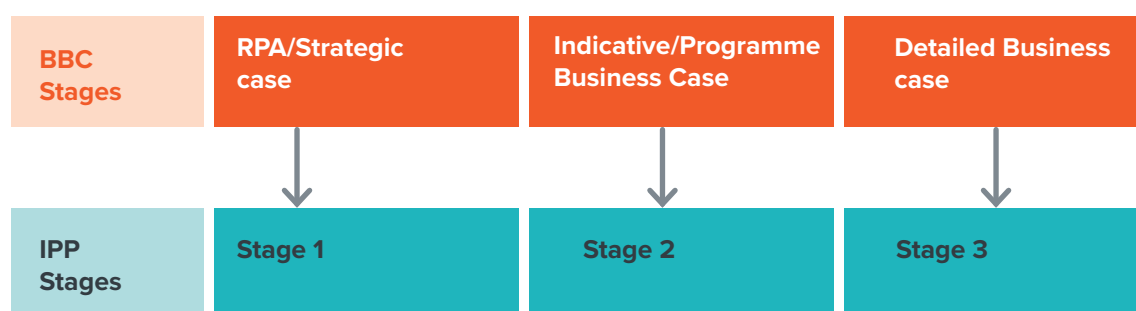 BBC
Stages
RPA/Strategic
case
Indicative/Programme
Business Case
Detailed Business
case
IPP
Stages
Stage 1
Stage 2
Stage 3